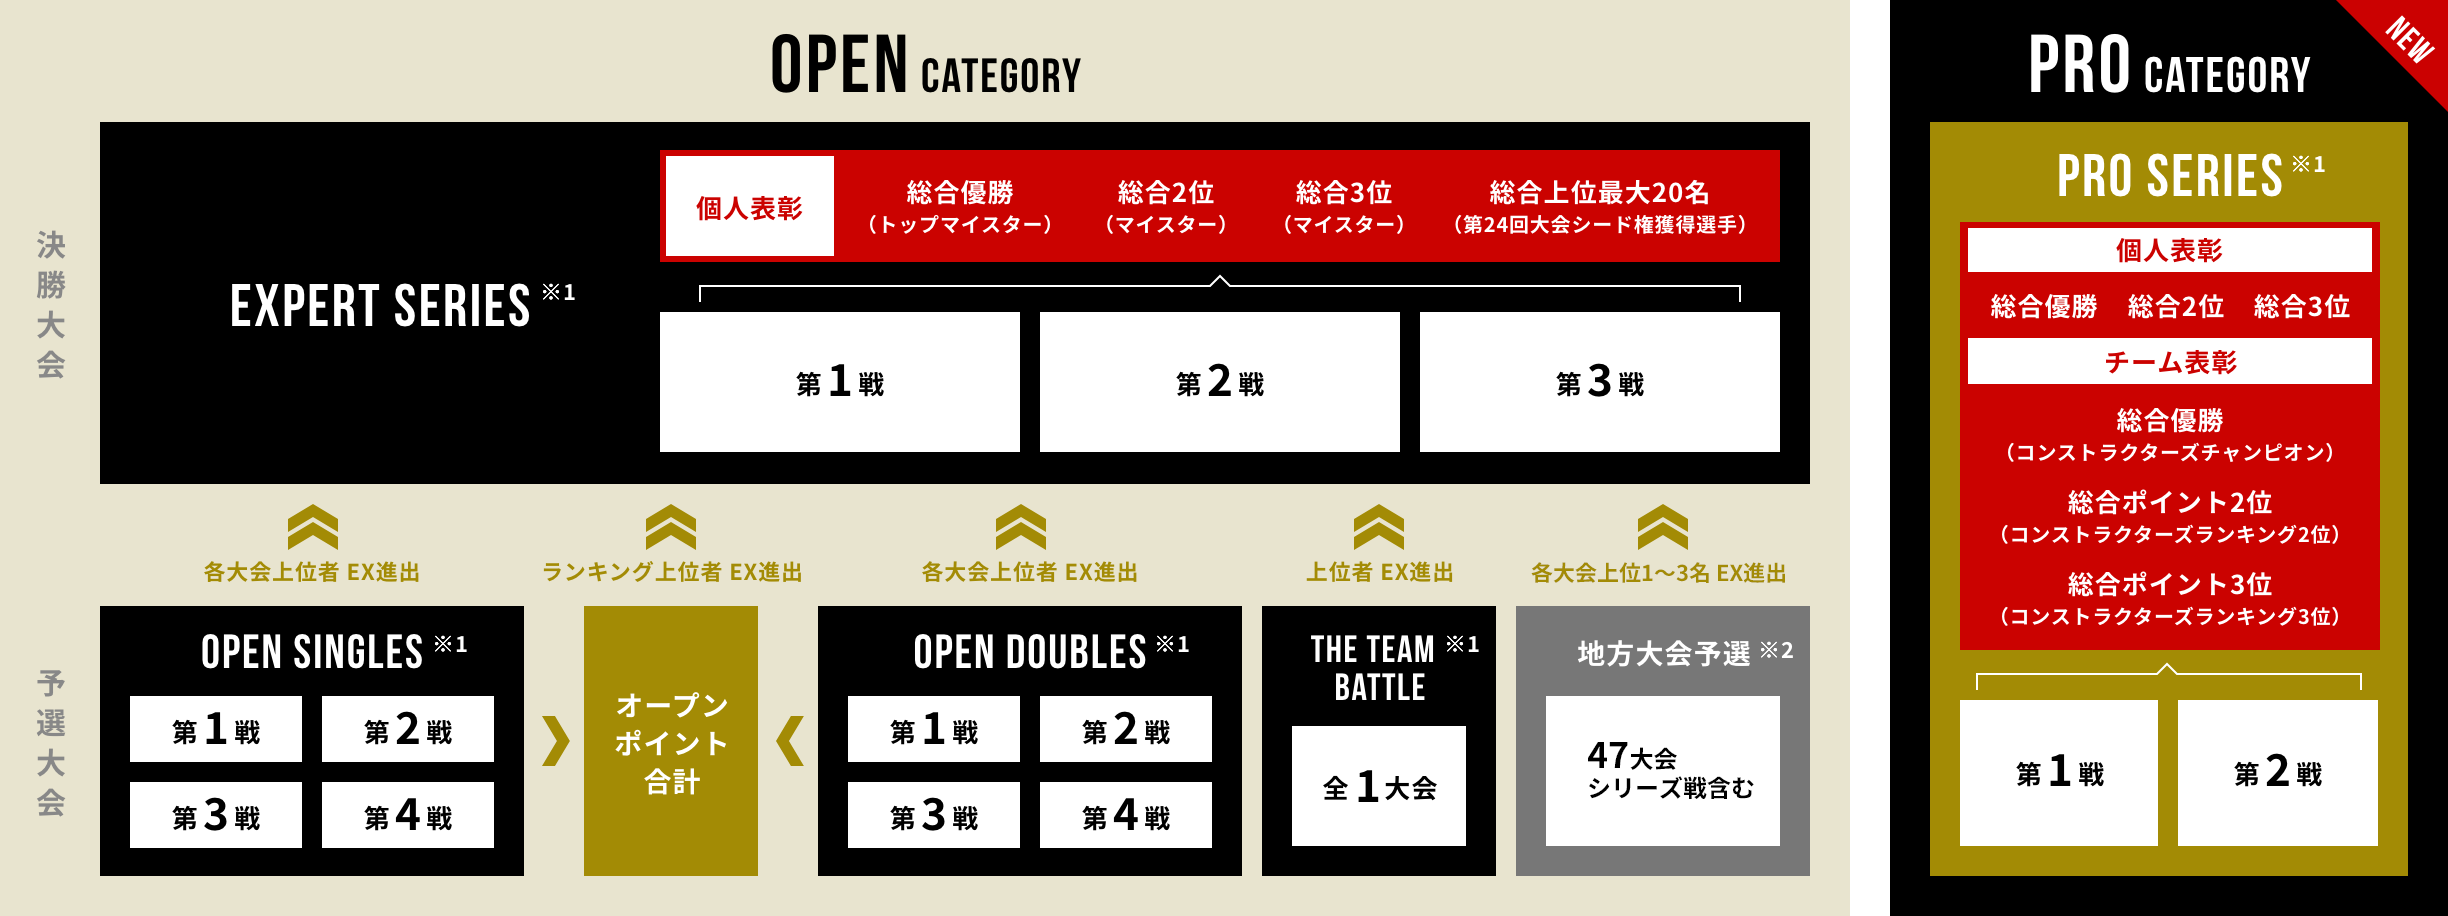 OPEN CATEGORY
決勝大会
EXPERT SERIES ※1
個人表彰
総合優勝
（トップマイスター）
総合2位
（マイスター）
総合3位
（マイスター）
総合上位最大20名
（第24回大会シード権獲得選手）
第1戦
第2戦
第3戦
各大会上位者 EX進出
ランキング上位者 EX進出
各大会上位者 EX進出
上位者 EX進出
各大会上位1〜3名 EX進出
予選大会
OPEN SINGLES ※1
第1戦
第2戦
第3戦
第4戦
オープン
ポイント
合計
OPEN DOUBLES ※1
第1戦
第2戦
第3戦
第4戦
THE TEAM ※1
BATTLE
全1大会
地方大会予選 ※2
47大会
シリーズ戦含む
PRO CATEGORY
NEW
PRO SERIES ※1
個人表彰
総合優勝 総合2位 総合3位
チーム表彰
総合優勝
（コンストラクターズチャンピオン）
総合ポイント2位
（コンストラクターズランキング2位）
総合ポイント3位
（コンストラクターズランキング3位）
第1戦
第2戦